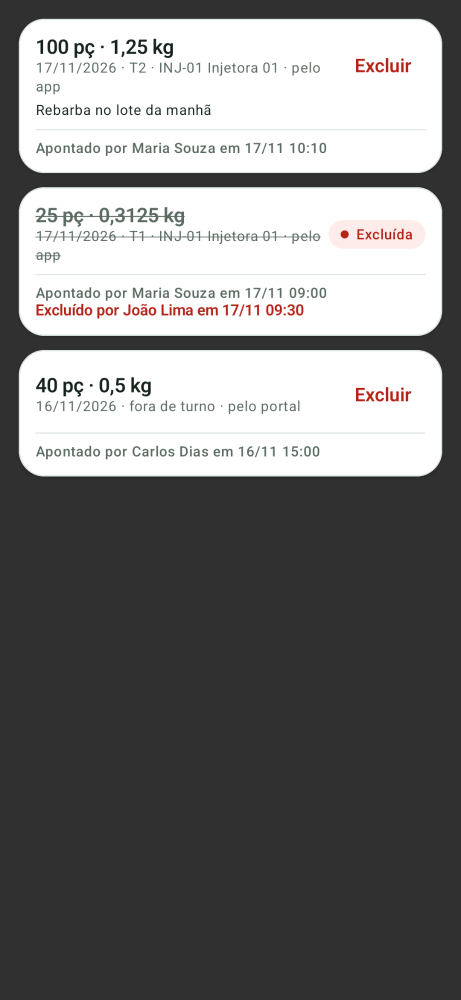 100 pç · 1,25 kg
17/11/2026 · T2 · INJ-01 Injetora 01 · pelo
app
Excluir
Rebarba no lote da manhã
Apontado por Maria Souza em 17/11 10:10
25 pç · 0,3125 kg
17/11/2026 · T1 · INJ-01 Injetora 01 · pelo
app
Excluída
Apontado por Maria Souza em 17/11 09:00
Excluído por João Lima em 17/11 09:30
40 pç · 0,5 kg
16/11/2026 · fora de turno · pelo portal
Excluir
Apontado por Carlos Dias em 16/11 15:00